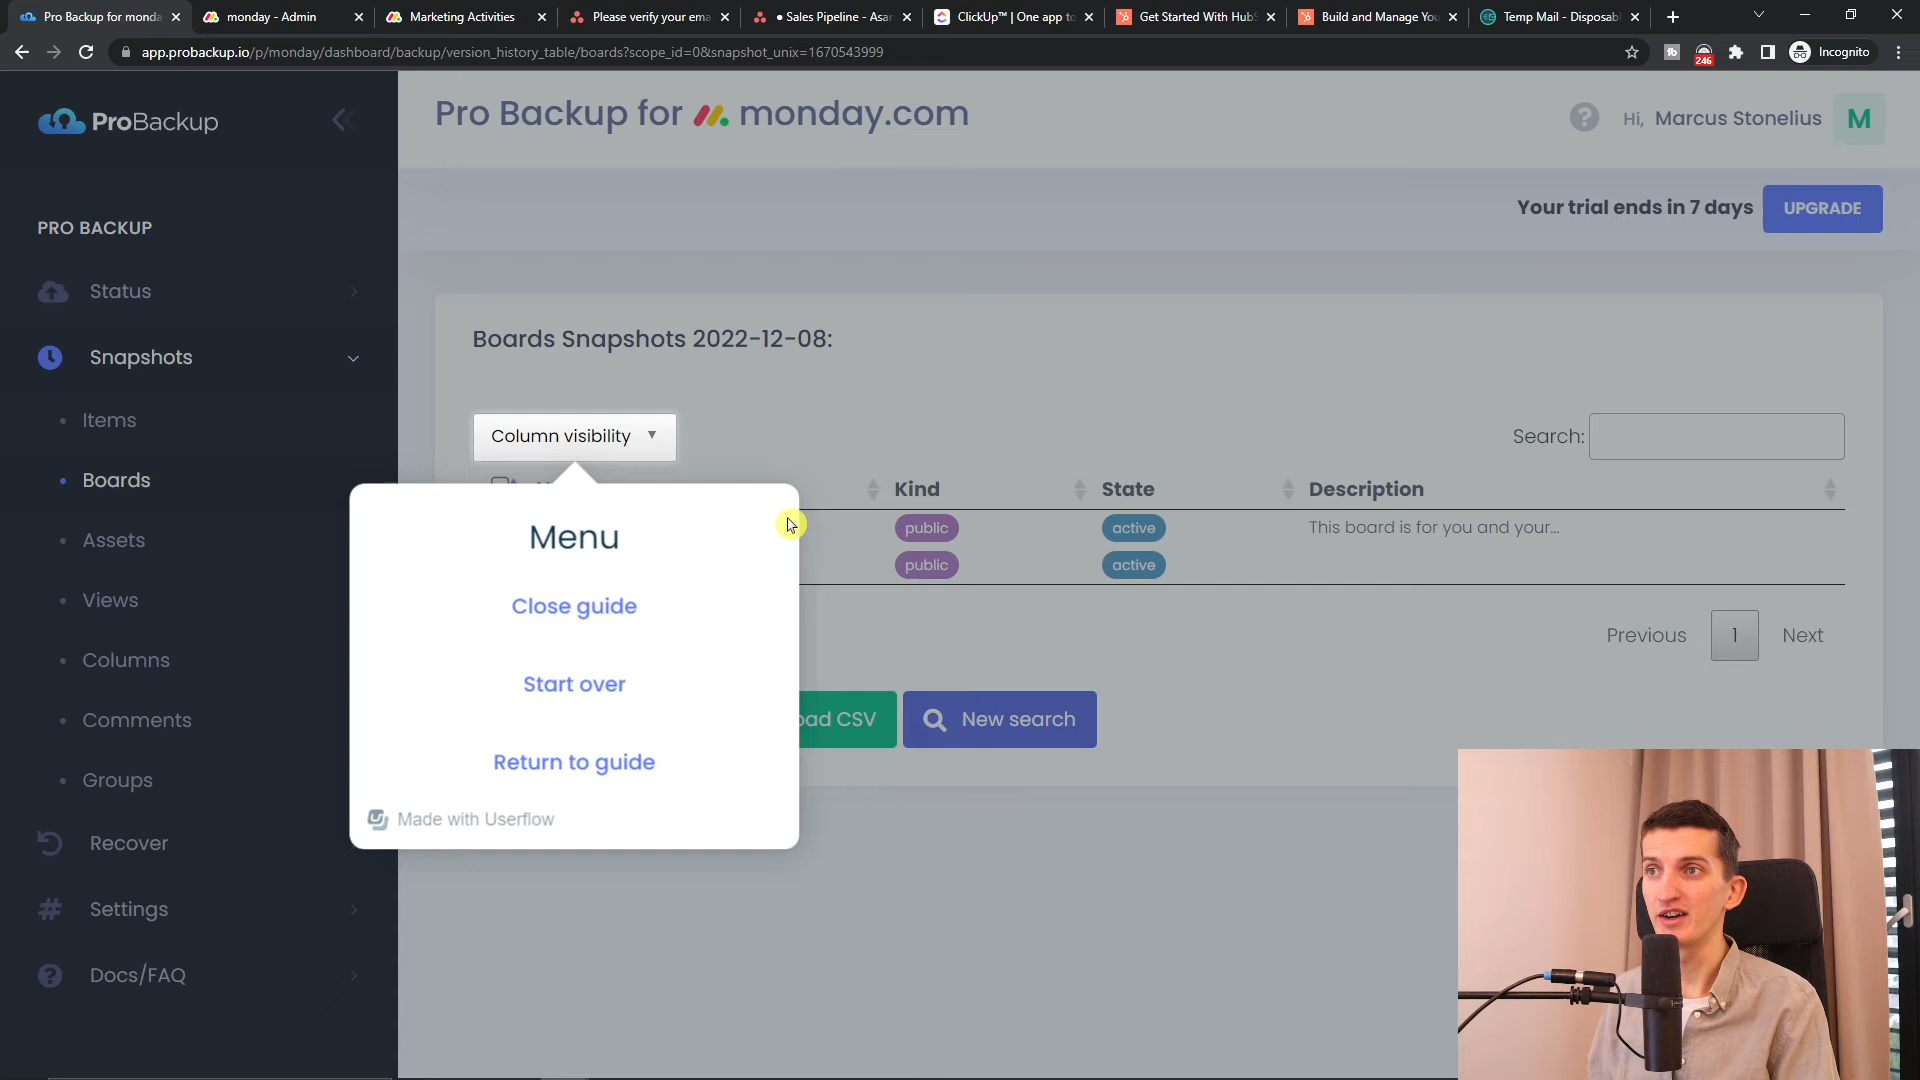 Pro Backup for monda
monday - Admin
Marketing Activities
Please verify your ema
• Sales Pipeline - Asar
ClickUp™ | One app to
Get Started With HubS
Build and Manage You
Temp Mail - Disposabl
app.probackup.io/p/monday/dashboard/backup/version_history_table/boards?scope_id=0&snapshot_unix=1670543999
246
Incognito
ProBackup
Pro Backup for monday.com
Hi, Marcus Stonelius
M
Your trial ends in 7 days
UPGRADE
PRO BACKUP
Status
Snapshots
Items
Boards
Assets
Views
Columns
Comments
Groups
Recover
Settings
Docs/FAQ
Boards Snapshots 2022-12-08:
Column visibility
Search:
Kind
State
Description
public
active
This board is for you and your...
public
active
Menu
Close guide
Start over
Return to guide
Made with Userflow
Previous
1
Next
oad CSV
New search